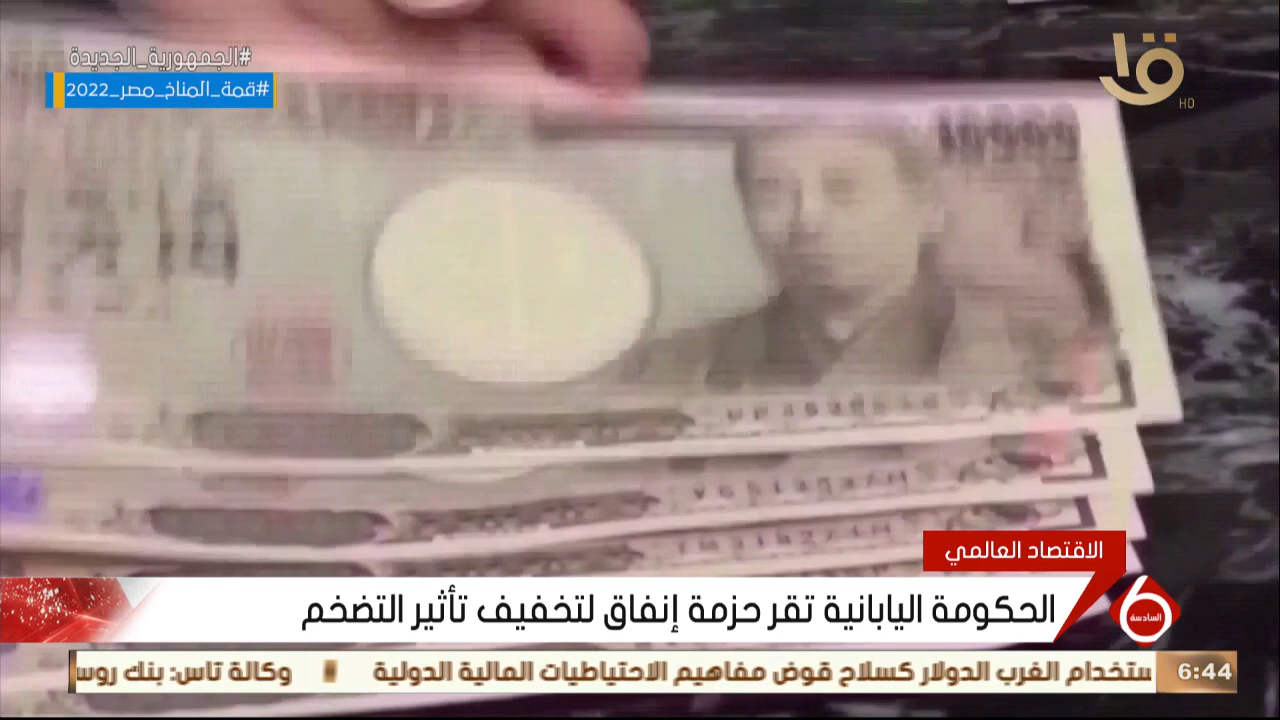 #الجمهورية_الجديدة
#قمة_المناخ_مصر_2022
HD
الاقتصاد العالمي
الحكومة اليابانية تقر حزمة إنفاق لتخفيف تأثير التضخم
السادسة
ستخدام الغرب الدولار كسلاح قوض مفاهيم الاحتياطيات المالية الدولية وكالة تاس: بنك روس
6:44